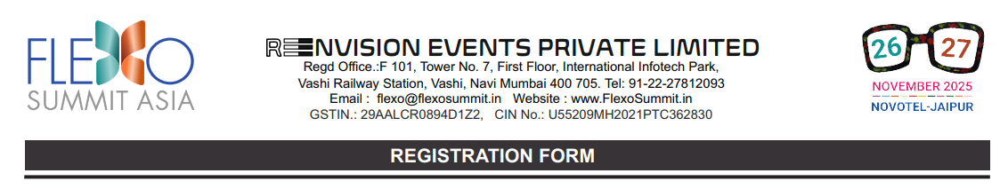 FLEXO
SUMMIT ASIA
REENVISION EVENTS PRIVATE LIMITED
Regd Office.:F 101, Tower No. 7, First Floor, International Infotech Park,
Vashi Railway Station, Vashi, Navi Mumbai 400 705. Tel: 91-22-27812093
Email : flexo@flexosummit.in Website : www.FlexoSummit.in
GSTIN.: 29AALCR0894D1Z2, CIN No.: U55209MH2021PTC362830
26 27
NOVEMBER 2025
NOVOTEL-JAIPUR
REGISTRATION FORM